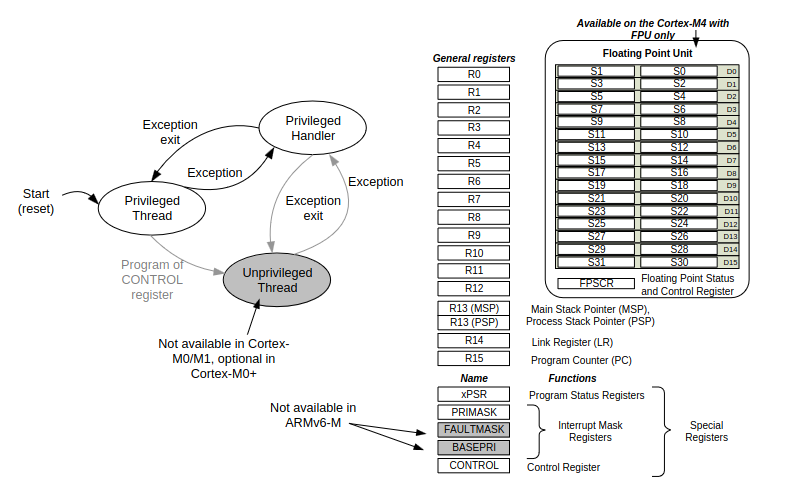 Available on the Cortex-M4 with
FPU only
Floating Point Unit
S1 S0 D0
S3 S2 D1
S5 S4 D2
S7 S6 D3
S9 S8 D4
S11 S10 D5
S13 S12 D6
S15 S14 D7
S17 S16 D8
S19 S18 D9
S21 S20 D10
S23 S22 D11
S25 S24 D12
S27 S26 D13
S29 S28 D14
S31 S30 D15
FPSCR
Floating Point Status
and Control Register
General registers
R0
R1
R2
R3
R4
R5
R6
R7
R8
R9
R10
R11
R12
R13 (MSP)
R13 (PSP)
Main Stack Pointer (MSP),
Process Stack Pointer (PSP)
R14
Link Register (LR)
R15
Program Counter (PC)
Name
Functions
xPSR
Program Status Registers
PRIMASK
FAULTMASK
BASEPRI
Interrupt Mask
Registers
CONTROL
Control Register
Special
Registers
Privileged
Handler
Exception
exit
Exception
Start
(reset)
Privileged
Thread
Exception
exit
Exception
Program of
CONTROL
register
Unprivileged
Thread
Not available in Cortex-
M0/M1, optional in
Cortex-M0+
Not available in
ARMv6-M